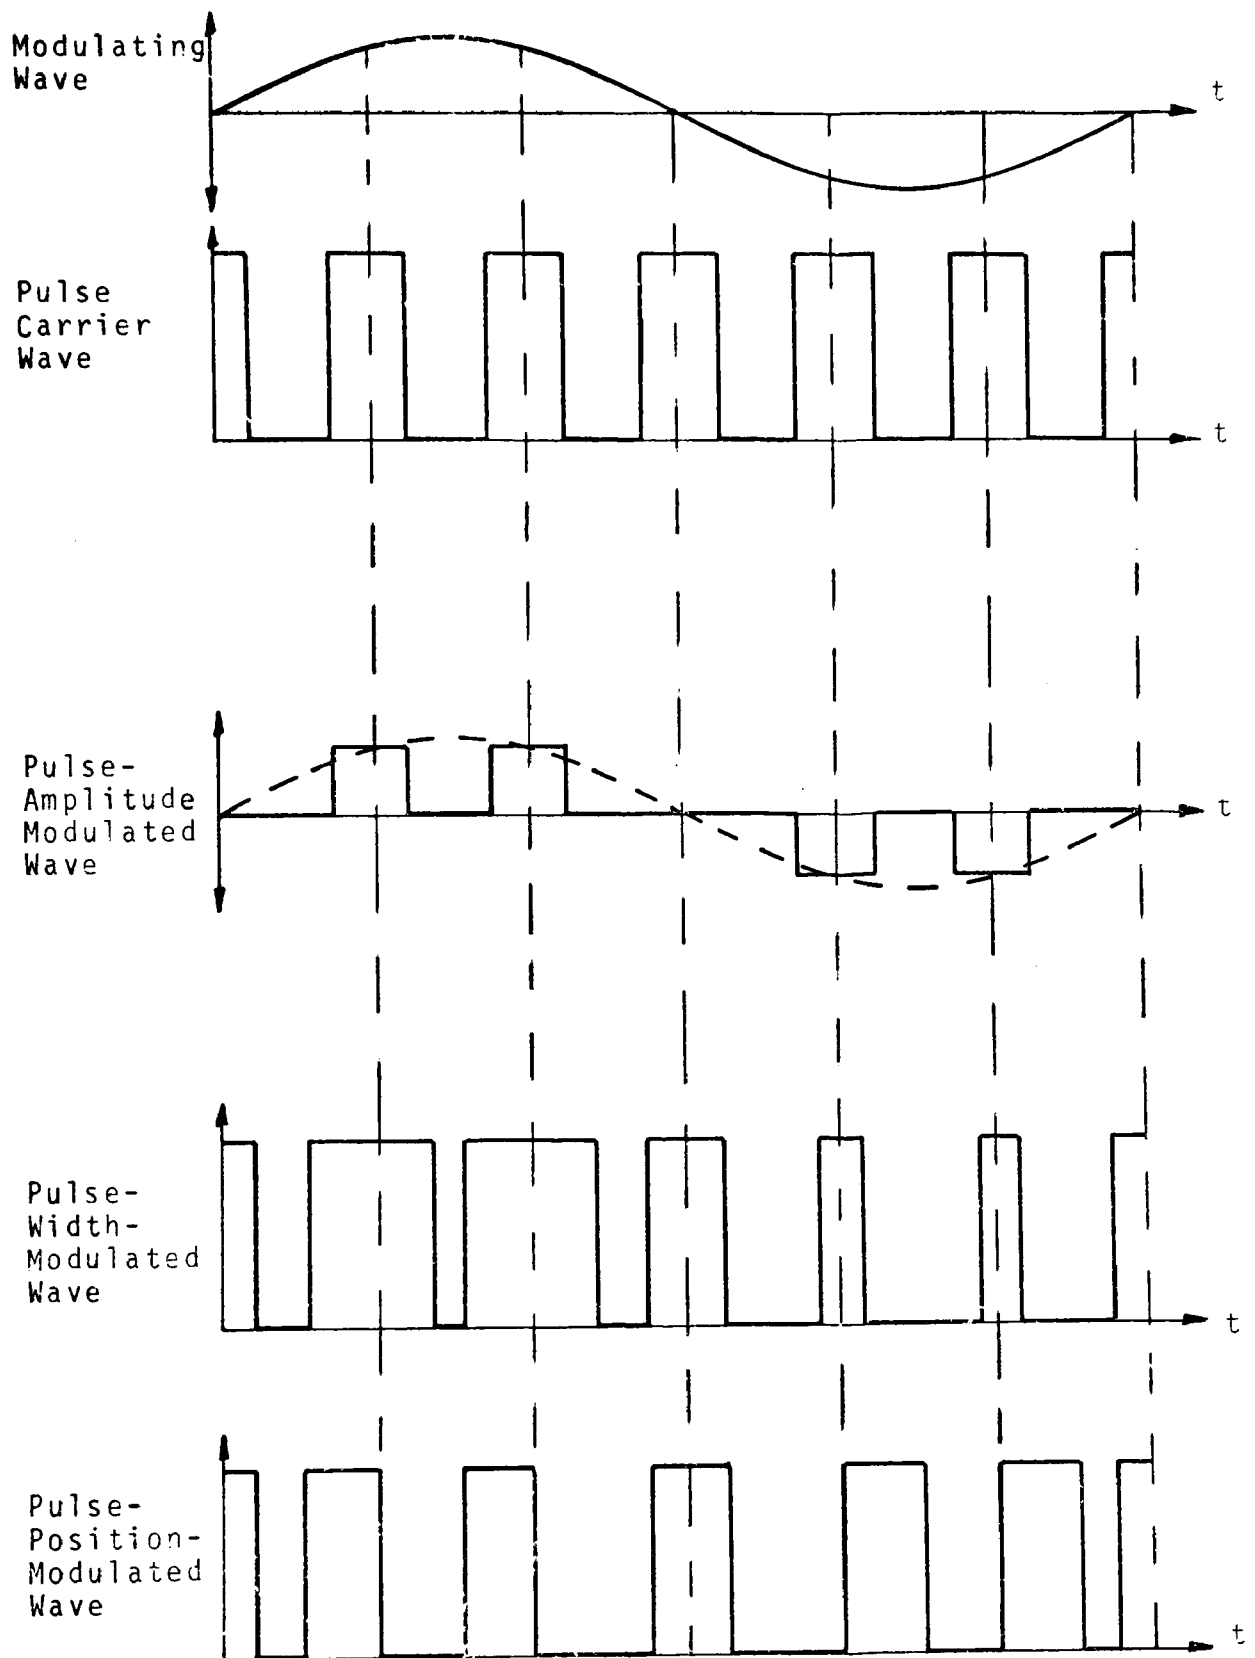 Modulating
Wave
t
Pulse
Carrier
Wave
t
Pulse-
Amplitude
Modulated
Wave
t
Pulse-
Width-
Modulated
Wave
t
Pulse-
Position-
Modulated
Wave
t